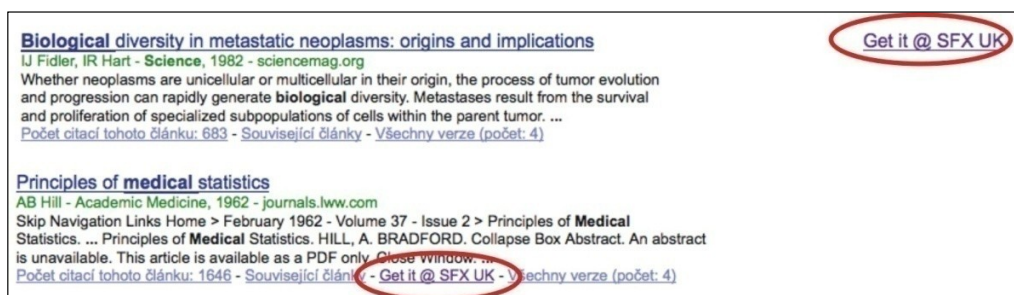 Biological diversity in metastatic neoplasms: origins and implications
Get it @ SFX UK
IJ Fidler, IR Hart - Science, 1982 - sciencemag.org
Whether neoplasms are unicellular or multicellular in their origin, the process of tumor evolution
and progression can rapidly generate biological diversity. Metastases result from the survival
and proliferation of specialized subpopulations of cells within the parent tumor. ...
Počet citací tohoto článku: 683 - Související články - Všechny verze (počet: 4)
Principles of medical statistics
AB Hill - Academic Medicine, 1962 - journals.lww.com
Skip Navigation Links Home > February 1962 - Volume 37 - Issue 2 > Principles of Medical
Statistics. ... Principles of Medical Statistics. HILL, A. BRADFORD. Collapse Box Abstract. An abstract
is unavailable. This article is available as a PDF only. Close Window. ...
Počet citací tohoto článku: 1646 - Související články - Get it @ SFX UK - Všechny verze (počet: 4)